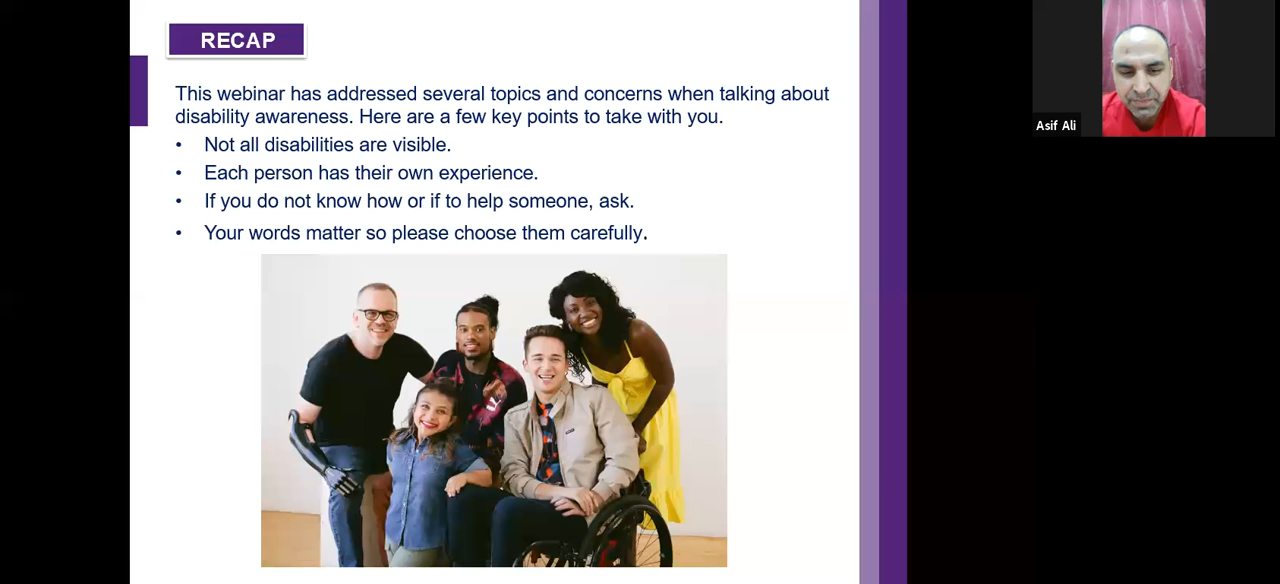 RECAP
This webinar has addressed several topics and concerns when talking about
disability awareness. Here are a few key points to take with you.
• Not all disabilities are visible.
• Each person has their own experience.
• If you do not know how or if to help someone, ask.
• Your words matter so please choose them carefully.
Asif Ali